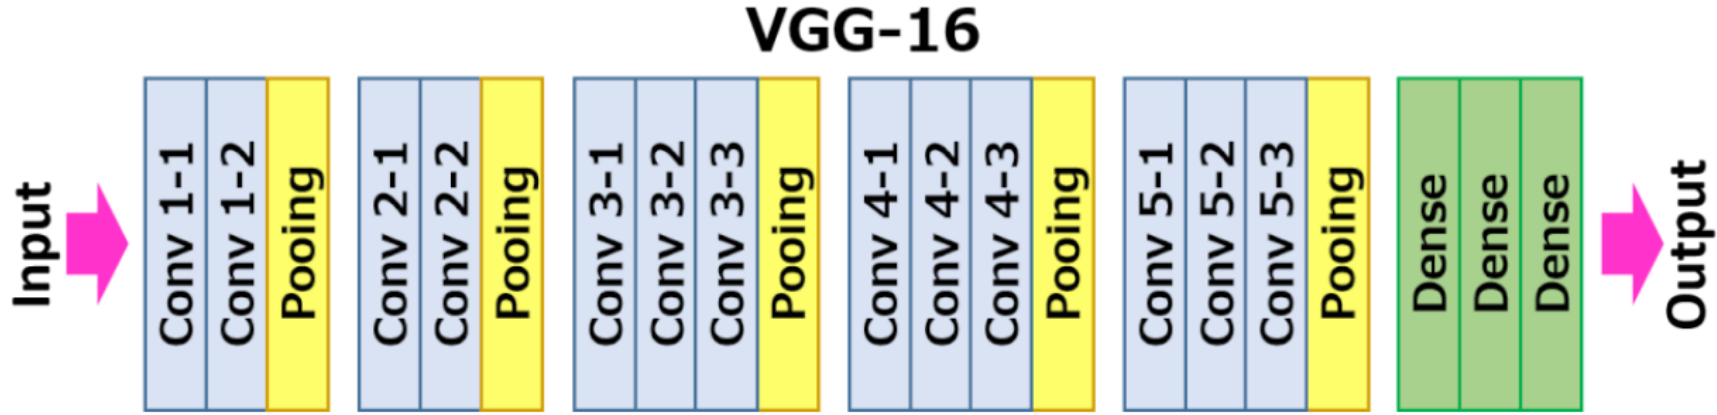 VGG-16
Input
Conv 1-1
Conv 1-2
Pooing
Conv 2-1
Conv 2-2
Pooing
Conv 3-1
Conv 3-2
Conv 3-3
Pooing
Conv 4-1
Conv 4-2
Conv 4-3
Pooing
Conv 5-1
Conv 5-2
Conv 5-3
Pooing
Dense
Dense
Dense
Output